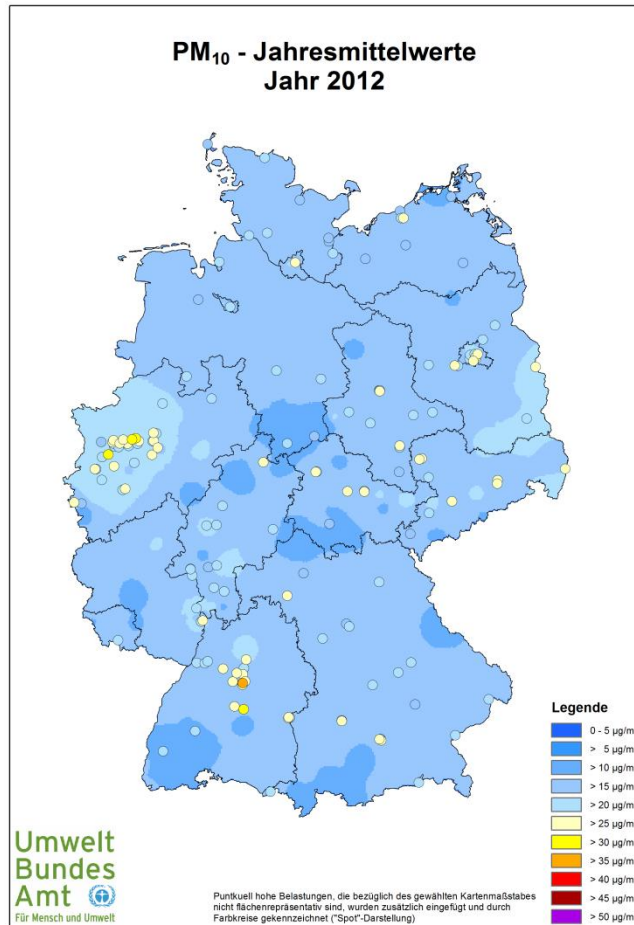 PM₁₀ - Jahresmittelwerte
Jahr 2012
Legende
0 - 5 µg/m
> 5 µg/m
> 10 µg/m
> 15 µg/m
> 20 µg/m
> 25 µg/m
> 30 µg/m
> 35 µg/m
> 40 µg/m
> 45 µg/m
> 50 µg/m
Umwelt
Bundes
Amt
Für Mensch und Umwelt
Punktuell hohe Belastungen, die bezüglich des gewählten Kartenmaßstabes
nicht flächenrepräsentativ sind, wurden zusätzlich eingefügt und durch
Farbkreise gekennzeichnet ("Spot"-Darstellung)